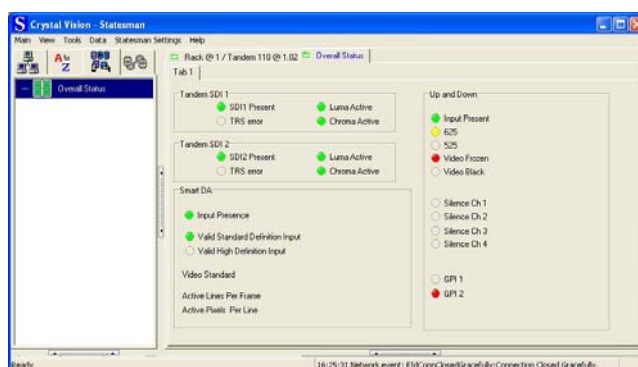 S Crystal Vision - Statesman
Main View Tools Data Statesman Settings Help
A to Z
Rack @ 1 / Tandem 110 @ 1.02 Overall Status
Tab 1
Overall Status
Tandem SDI 1
SDI1 Present Luma Active
TRS error Chroma Active
Tandem SDI 2
SDI2 Present Luma Active
TRS error Chroma Active
Smart DA
Input Presence
Valid Standard Definition Input
Valid High Definition Input
Video Standard
Active Lines Per Frame
Active Pixels Per Line
Up and Down
Input Present
625
525
Video Frozen
Video Black
Silence Ch 1
Silence Ch 2
Silence Ch 3
Silence Ch 4
GPI 1
GPI 2
Ready
16:25:31 Network event: EIdConnClosedGracefully:Connection Closed Gracefully.